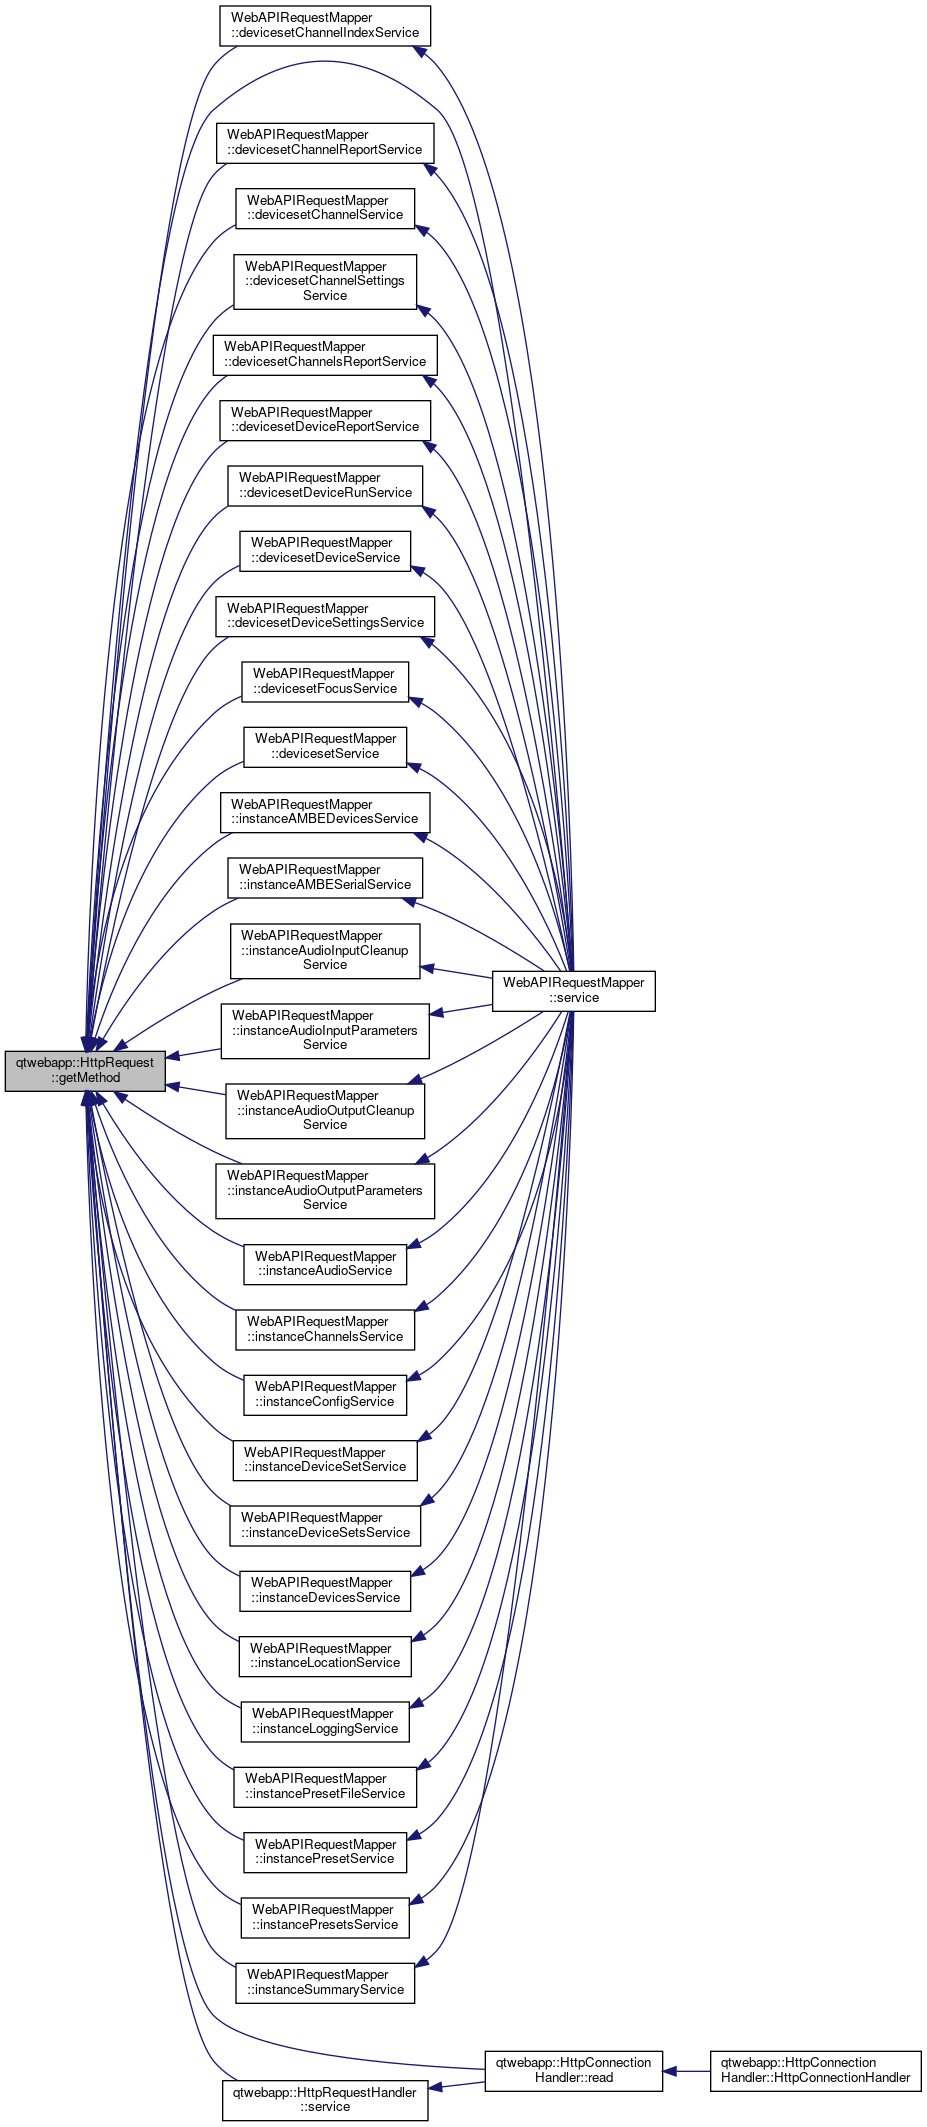 WebAPIRequestMapper
::devicesetChannelIndexService
WebAPIRequestMapper
::devicesetChannelReportService
WebAPIRequestMapper
::devicesetChannelService
WebAPIRequestMapper
::devicesetChannelSettings
Service
WebAPIRequestMapper
::devicesetChannelsReportService
WebAPIRequestMapper
::devicesetDeviceReportService
WebAPIRequestMapper
::devicesetDeviceRunService
WebAPIRequestMapper
::devicesetDeviceService
WebAPIRequestMapper
::devicesetDeviceSettingsService
WebAPIRequestMapper
::devicesetFocusService
WebAPIRequestMapper
::devicesetService
WebAPIRequestMapper
::instanceAMBEDevicesService
WebAPIRequestMapper
::instanceAMBESerialService
WebAPIRequestMapper
::instanceAudioInputCleanup
Service
WebAPIRequestMapper
::service
WebAPIRequestMapper
::instanceAudioInputParameters
Service
qtwebapp::HttpRequest
::getMethod
WebAPIRequestMapper
::instanceAudioOutputCleanup
Service
WebAPIRequestMapper
::instanceAudioOutputParameters
Service
WebAPIRequestMapper
::instanceAudioService
WebAPIRequestMapper
::instanceChannelsService
WebAPIRequestMapper
::instanceConfigService
WebAPIRequestMapper
::instanceDeviceSetService
WebAPIRequestMapper
::instanceDeviceSetsService
WebAPIRequestMapper
::instanceDevicesService
WebAPIRequestMapper
::instanceLocationService
WebAPIRequestMapper
::instanceLoggingService
WebAPIRequestMapper
::instancePresetFileService
WebAPIRequestMapper
::instancePresetService
WebAPIRequestMapper
::instancePresetsService
WebAPIRequestMapper
::instanceSummaryService
qtwebapp::HttpConnection
Handler::read
qtwebapp::HttpConnection
Handler::HttpConnectionHandler
qtwebapp::HttpRequestHandler
::service